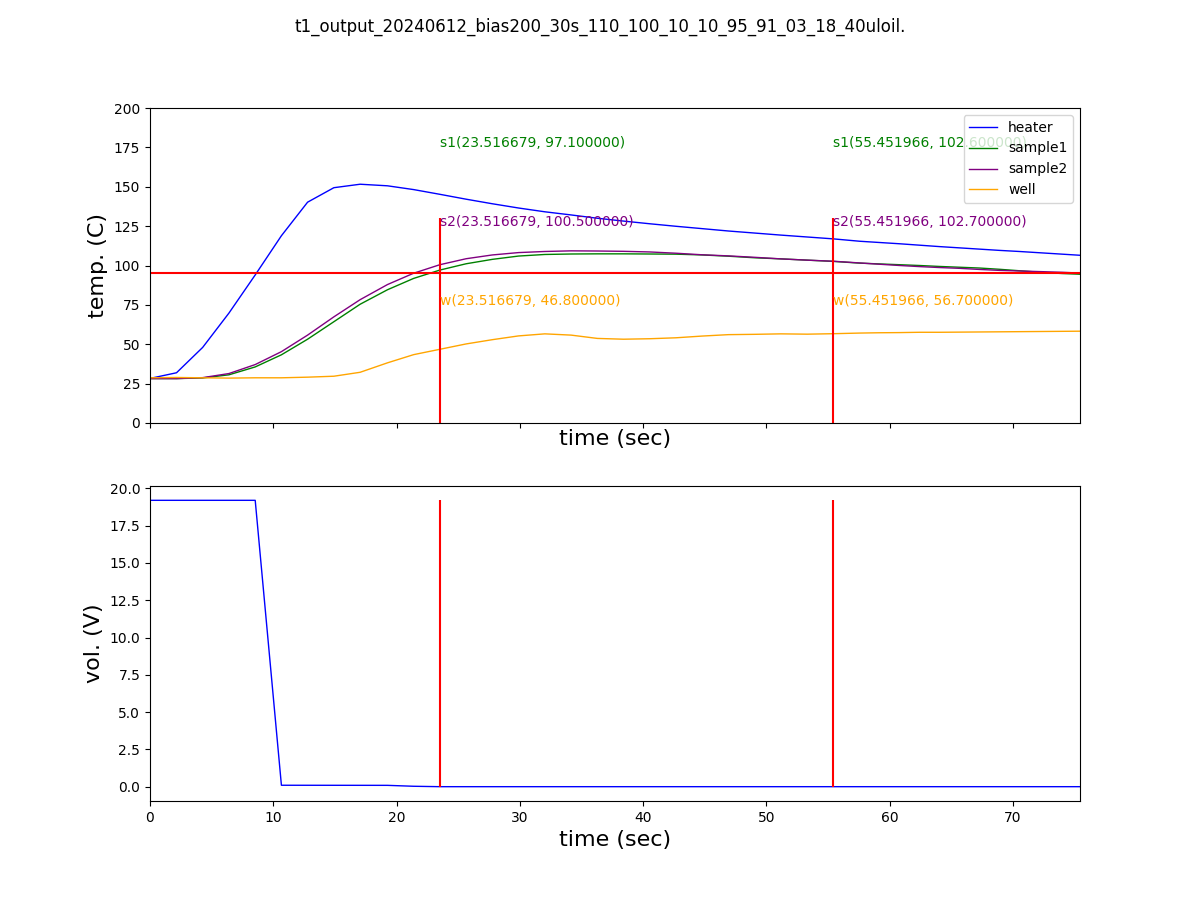 t1_output_20240612_bias200_30s_110_100_10_10_95_91_03_18_40uloil.
temp. (C)
200
175
150
125
100
75
50
25
0
s1(23.516679, 97.100000)
s1(55.451966, 102.600000)
s2(23.516679, 100.500000)
s2(55.451966, 102.700000)
w(23.516679, 46.800000)
w(55.451966, 56.700000)
heater
sample1
sample2
well
time (sec)
vol. (V)
20.0
17.5
15.0
12.5
10.0
7.5
5.0
2.5
0.0
0 10 20 30 40 50 60 70
time (sec)